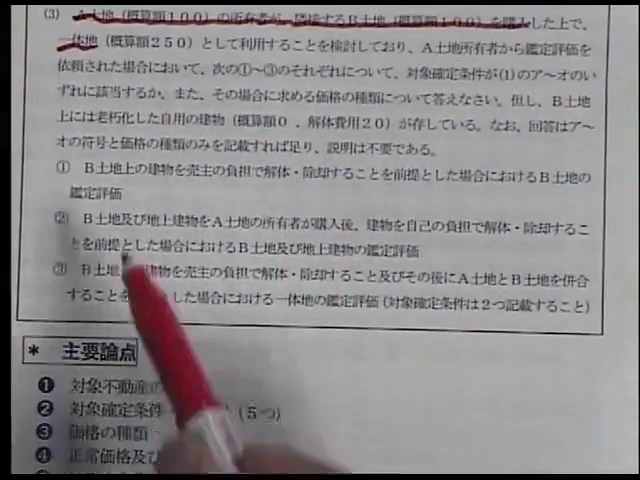 (3) A土地(概算額100)の所有者が、隣接するB土地(概算額100)を購入した上で、
一体地(概算額250)として利用することを検討しており、A土地所有者から鑑定評価を
依頼された場合において、次の①～③のそれぞれについて、対象確定条件が(1)のア～オのい
ずれに該当するか、また、その場合に求める価格の種類について答えなさい。但し、B土地
上には老朽化した自用の建物(概算額0、解体費用20)が存している。なお、回答はア～
オの符号と価格の種類のみを記載すれば足り、説明は不要である。
① B土地上の建物を売主の負担で解体・除却することを前提とした場合におけるB土地の
鑑定評価
② B土地及び地上建物をA土地の所有者が購入後、建物を自己の負担で解体・除却するこ
とを前提とした場合におけるB土地及び地上建物の鑑定評価
③ B土地 建物を売主の負担で解体・除却すること及びその後にA土地とB土地を併合
することを した場合における一体地の鑑定評価(対象確定条件は2つ記載すること)
* 主要論点
❶ 対象不動産の
❷ 対象確定条件 (5つ)
❸ 価格の種類
❹ 正常価格及び